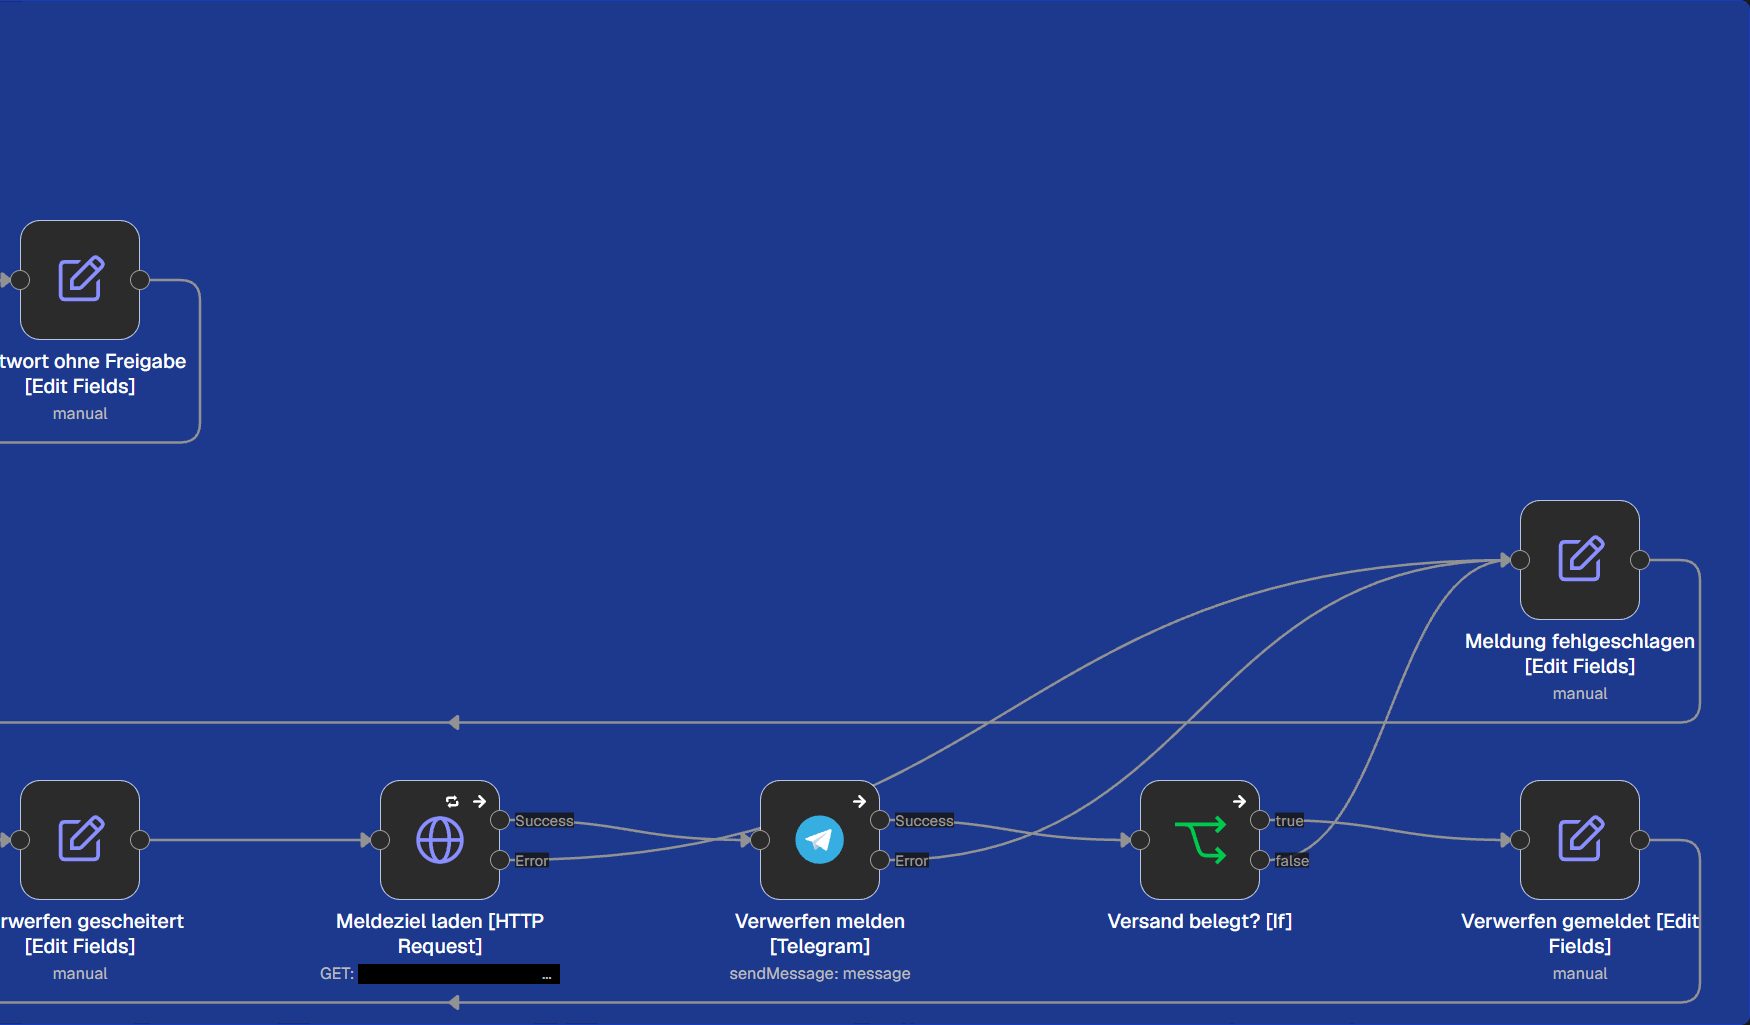 twort ohne Freigabe
[Edit Fields]
manual
Meldung fehlgeschlagen
[Edit Fields]
manual
Success
Error
Success
Error
true
false
rwerfen gescheitert
[Edit Fields]
manual
Meldeziel laden [HTTP
Request]
GET: ...
Verwerfen melden
[Telegram]
sendMessage: message
Versand belegt? [If]
Verwerfen gemeldet [Edit
Fields]
manual